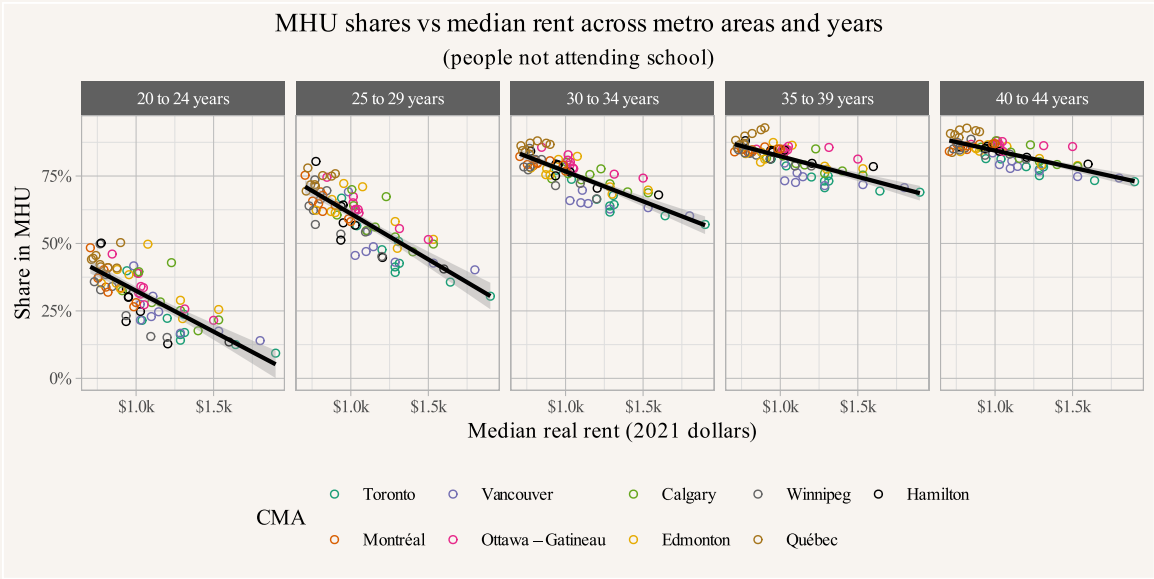 MHU shares vs median rent across metro areas and years
(people not attending school)
20 to 24 years 25 to 29 years 30 to 34 years 35 to 39 years 40 to 44 years
Share in MHU
75%
50%
25%
0%
$1.0k $1.5k $1.0k $1.5k $1.0k $1.5k $1.0k $1.5k $1.0k $1.5k
Median real rent (2021 dollars)
CMA
Toronto Vancouver Calgary Winnipeg Hamilton
Montréal Ottawa – Gatineau Edmonton Québec